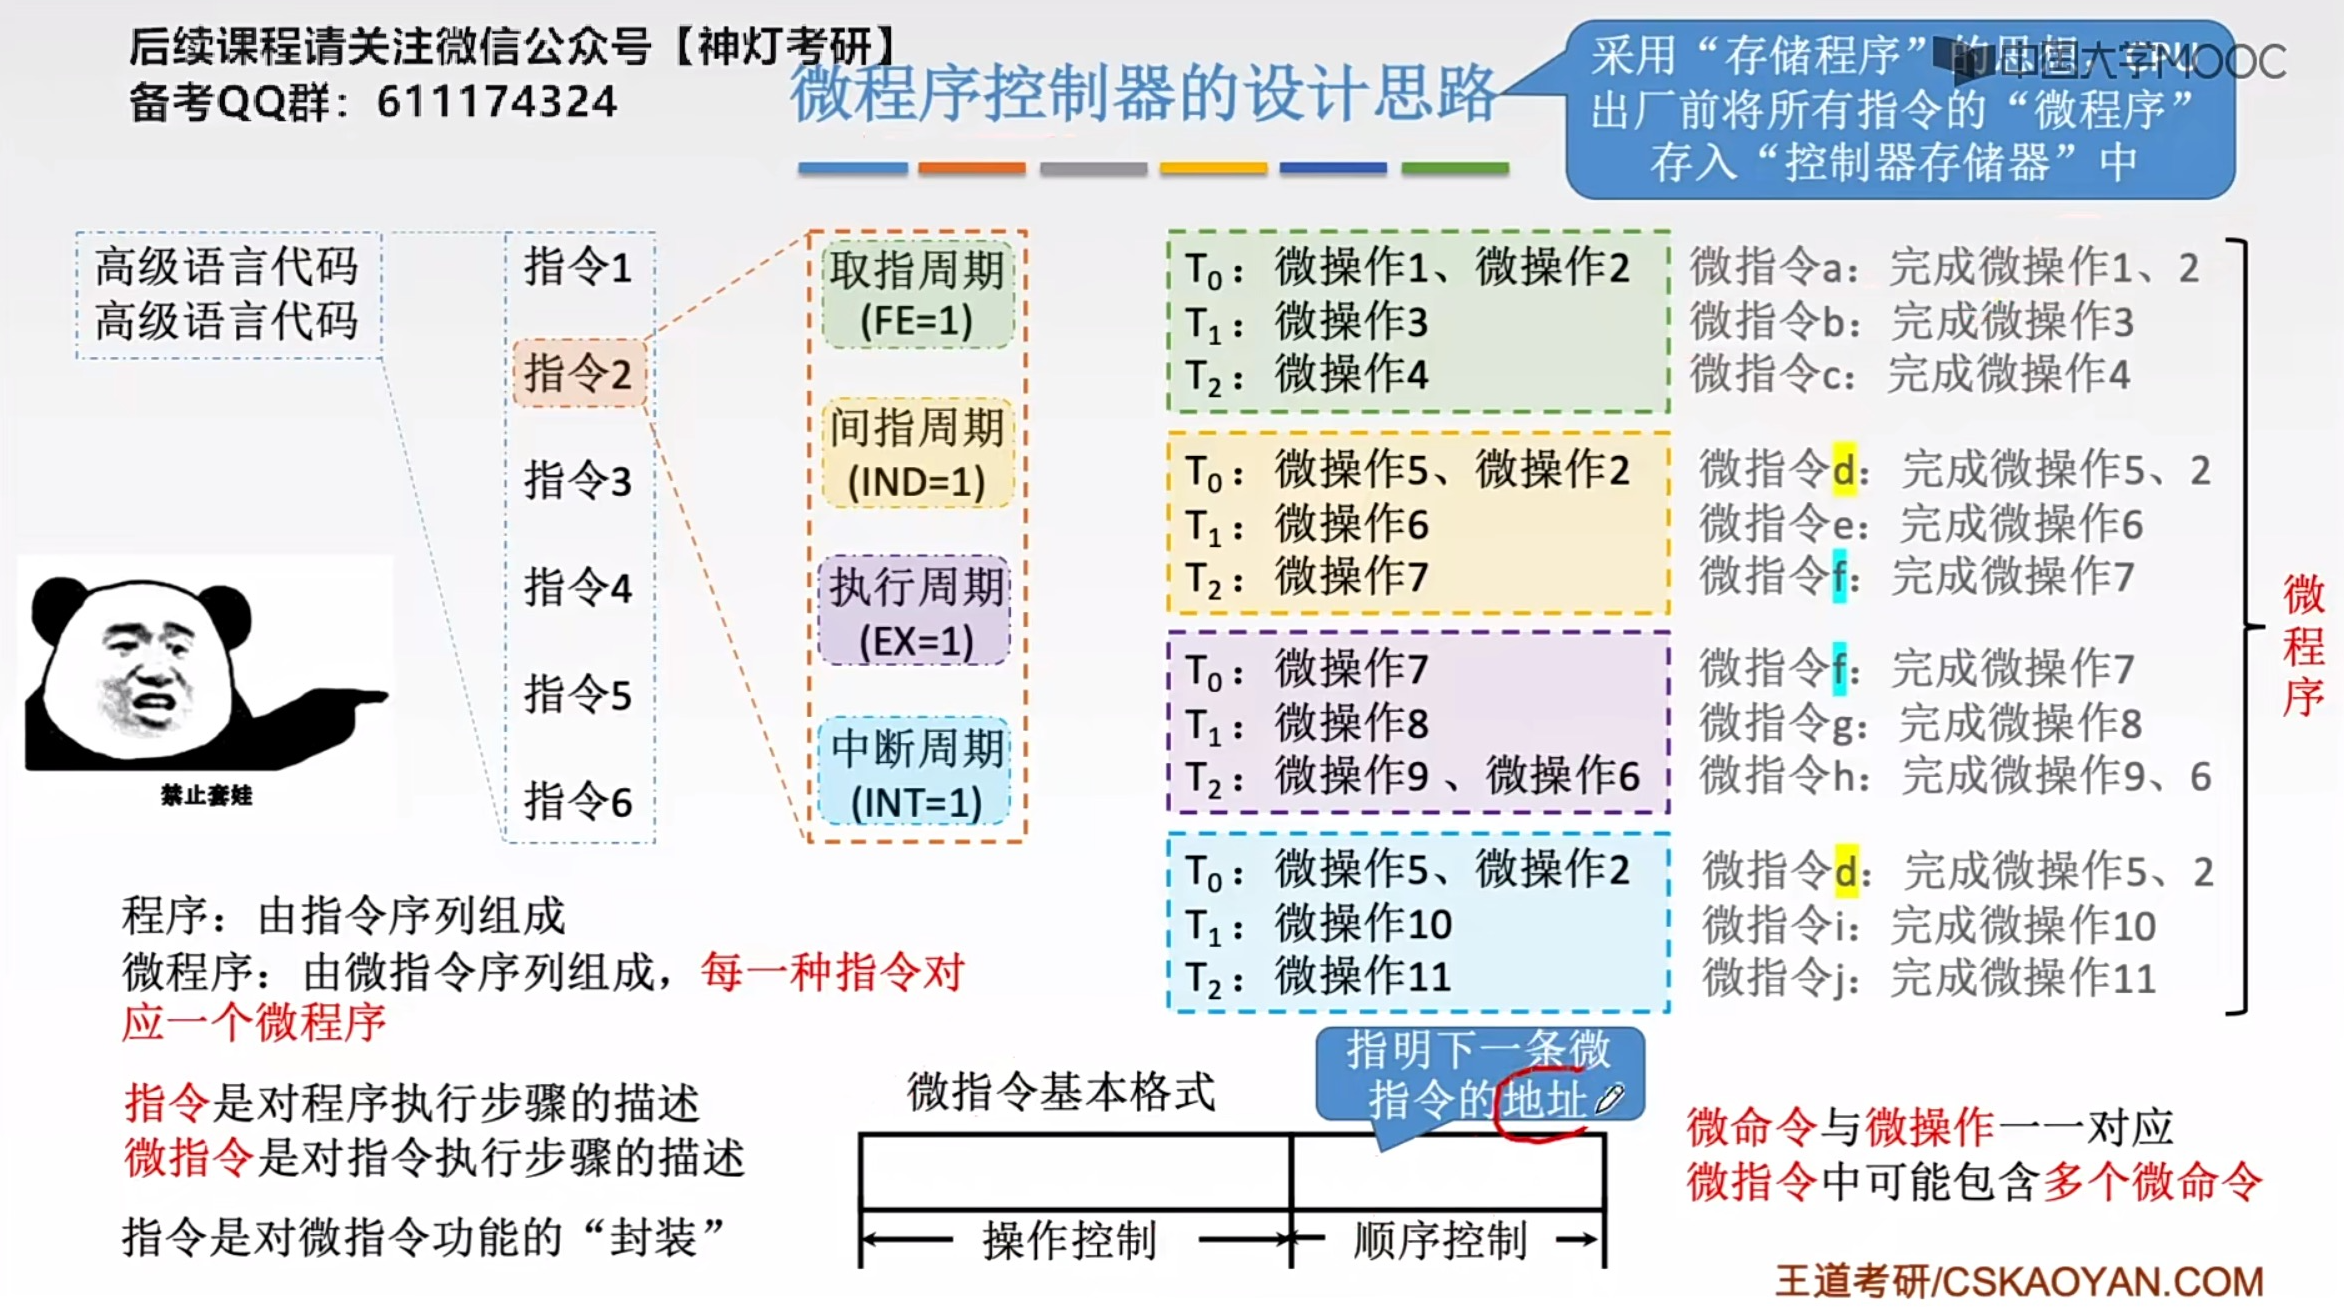 后续课程请关注微信公众号【神灯考研】
备考QQ群：611174324
微程序控制器的设计思路
采用“存储程序”的思想，CPU
出厂前将所有指令的“微程序”
存入“控制器存储器”中
中国大学MOOC
高级语言代码
高级语言代码
指令1
指令2
指令3
指令4
指令5
指令6
取指周期
(FE=1)
间指周期
(IND=1)
执行周期
(EX=1)
中断周期
(INT=1)
T0：微操作1、微操作2
T1：微操作3
T2：微操作4
T0：微操作5、微操作2
T1：微操作6
T2：微操作7
T0：微操作7
T1：微操作8
T2：微操作9、微操作6
T0：微操作5、微操作2
T1：微操作10
T2：微操作11
微指令a：完成微操作1、2
微指令b：完成微操作3
微指令c：完成微操作4
微指令d：完成微操作5、2
微指令e：完成微操作6
微指令f：完成微操作7
微指令f：完成微操作7
微指令g：完成微操作8
微指令h：完成微操作9、6
微指令d：完成微操作5、2
微指令i：完成微操作10
微指令j：完成微操作11
微程序
禁止套娃
程序：由指令序列组成
微程序：由微指令序列组成，每一种指令对
应一个微程序
指令是对程序执行步骤的描述
微指令是对指令执行步骤的描述
指令是对微指令功能的“封装”
微指令基本格式
指明下一条微
指令的地址
操作控制
顺序控制
微命令与微操作一一对应
微指令中可能包含多个微命令
王道考研/CSKAOYAN.COM